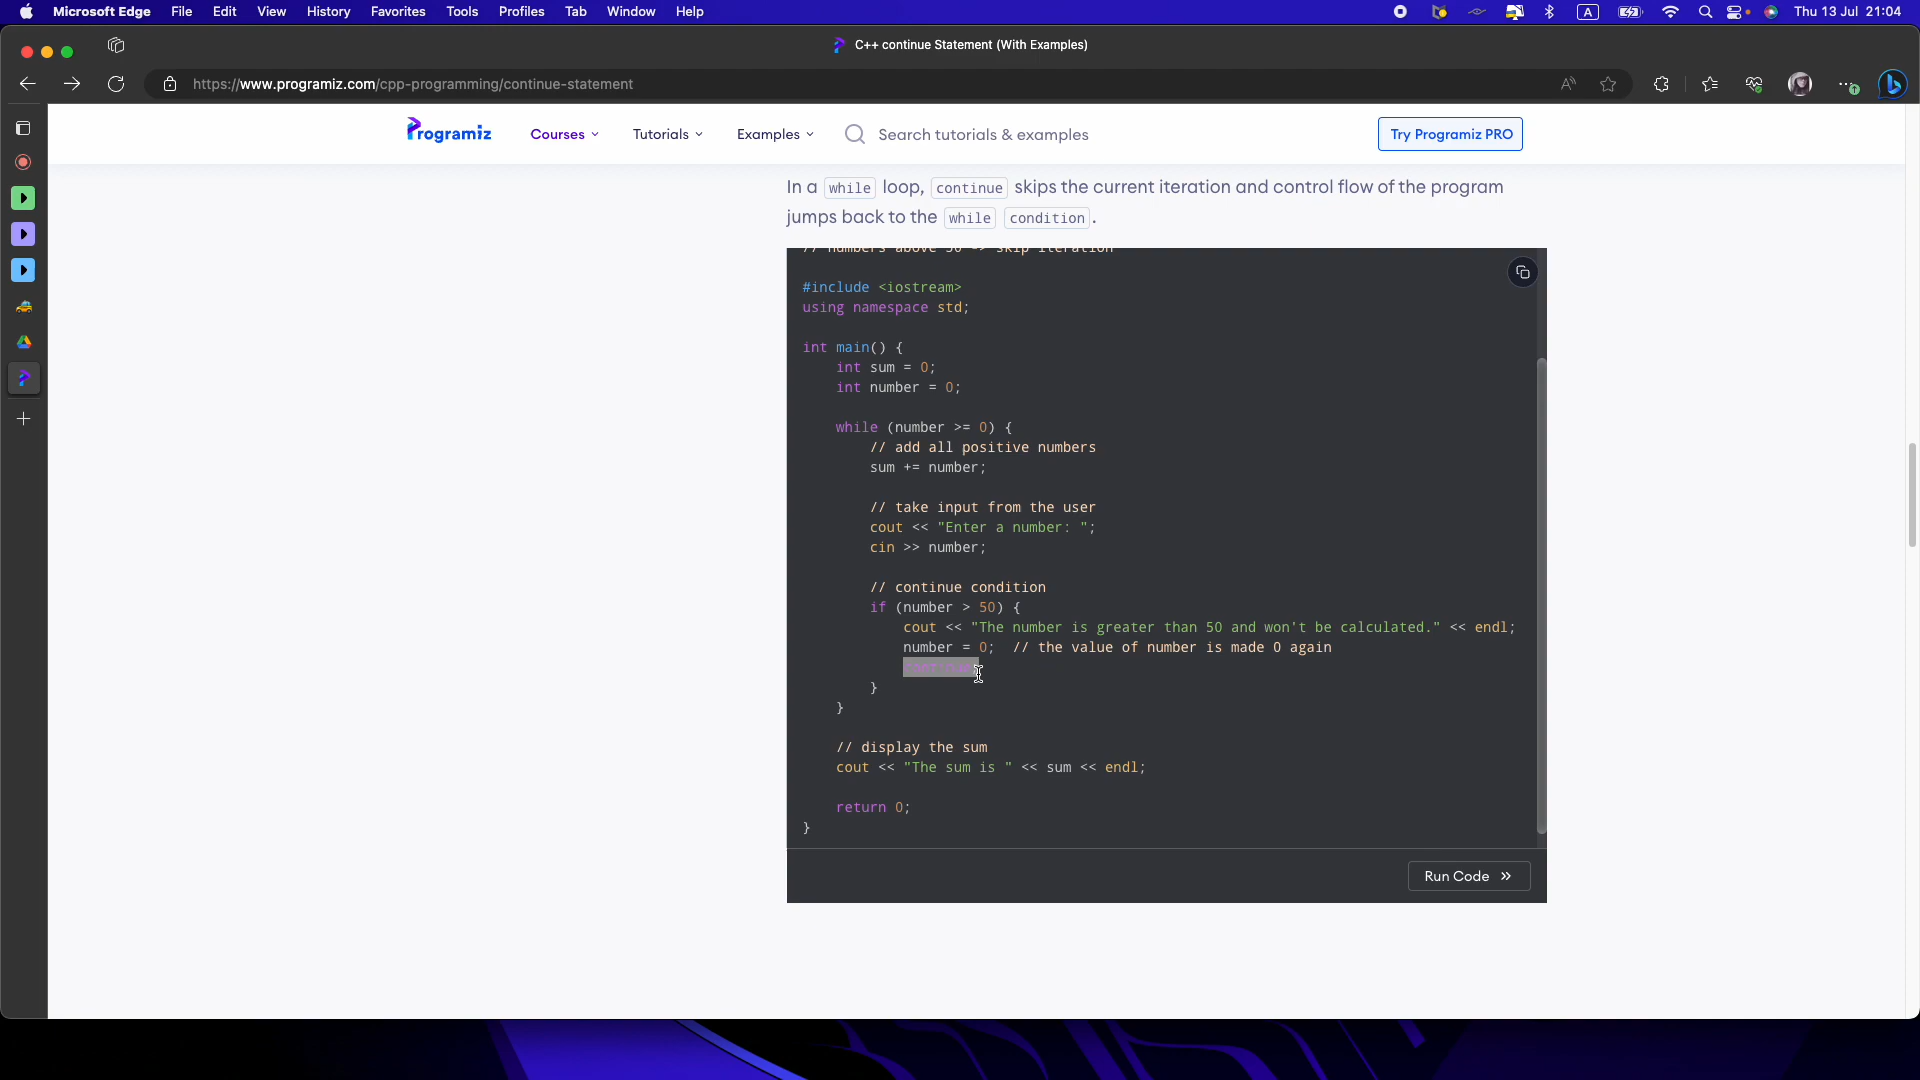 Microsoft Edge File Edit View History Favorites Tools Profiles Tab Window Help A Thu 13 Jul 21:04
C++ continue Statement (With Examples)
https://www.programiz.com/cpp-programming/continue-statement
Programiz Courses Tutorials Examples Search tutorials & examples Try Programiz PRO
In a while loop, continue skips the current iteration and control flow of the program
jumps back to the while condition.
// numbers above 50 -> skip iteration
#include <iostream>
using namespace std;
int main() {
int sum = 0;
int number = 0;
while (number >= 0) {
// add all positive numbers
sum += number;
// take input from the user
cout << "Enter a number: ";
cin >> number;
// continue condition
if (number > 50) {
cout << "The number is greater than 50 and won't be calculated." << endl;
number = 0;  // the value of number is made 0 again
continue;
}
}
// display the sum
cout << "The sum is " << sum << endl;
return 0;
}
Run Code »